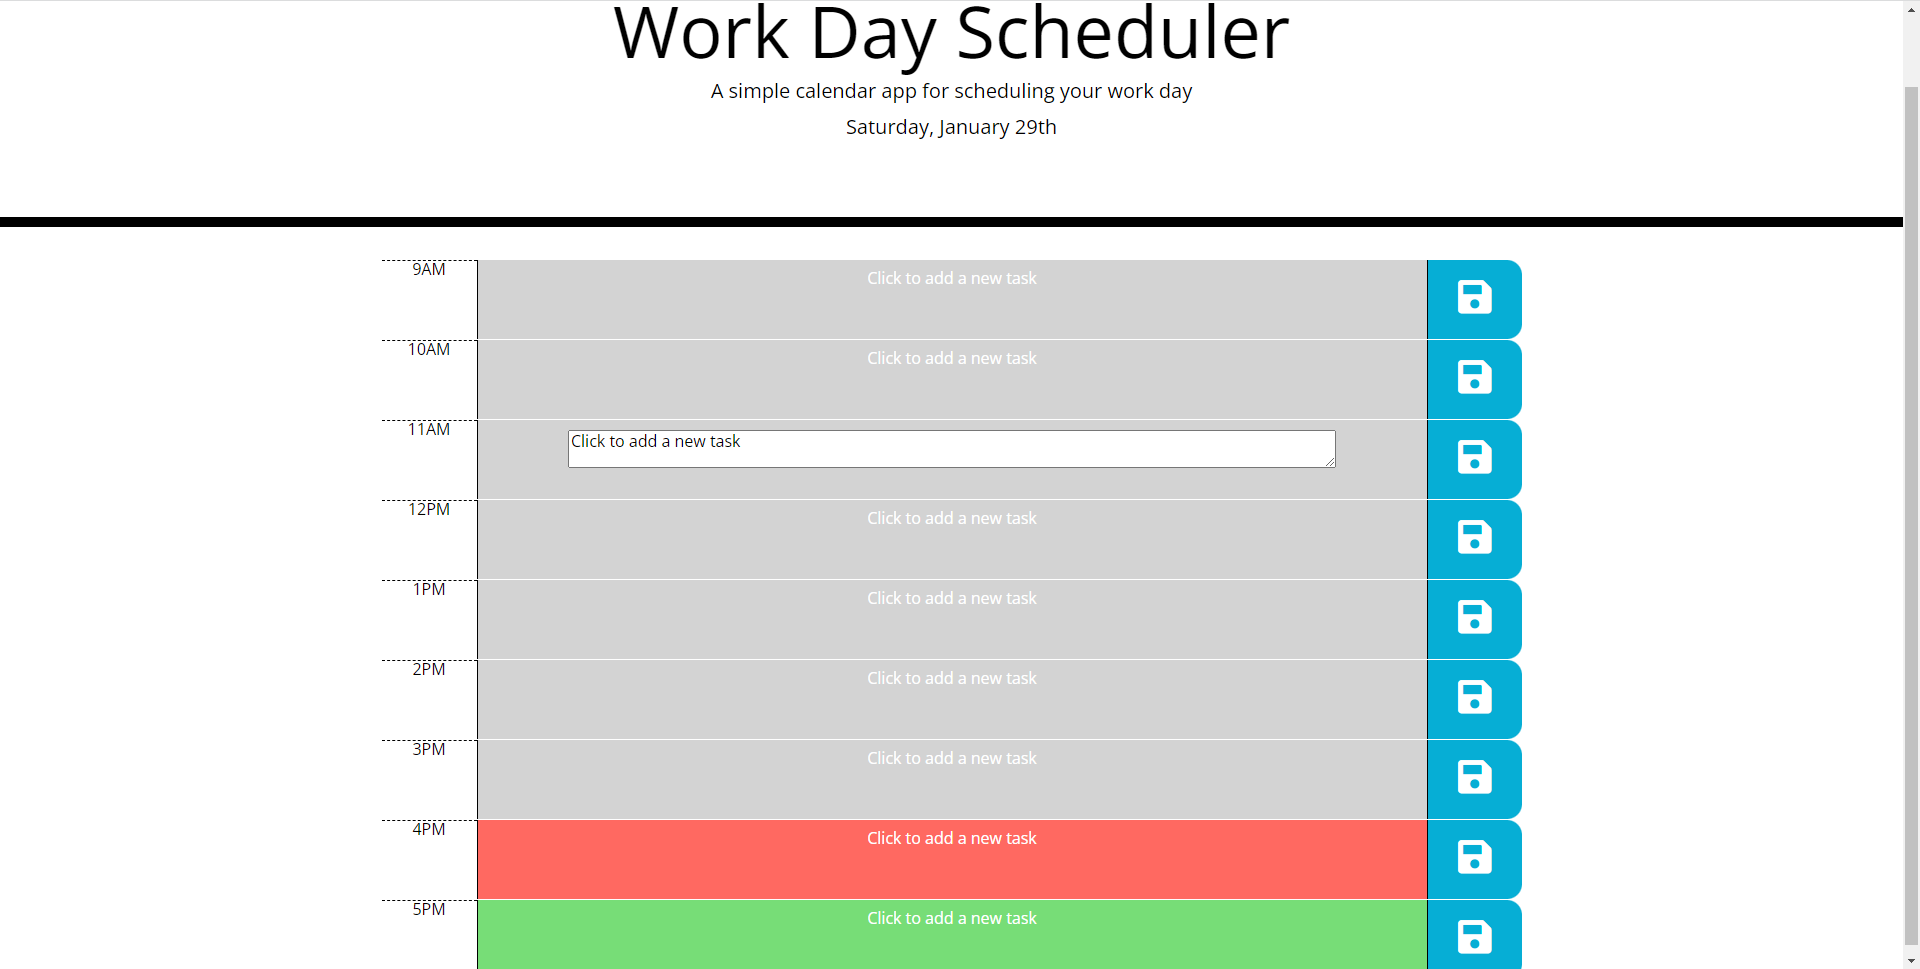 Work Day Scheduler
A simple calendar app for scheduling your work day
Saturday, January 29th
9AM
Click to add a new task
10AM
Click to add a new task
11AM
Click to add a new task
12PM
Click to add a new task
1PM
Click to add a new task
2PM
Click to add a new task
3PM
Click to add a new task
4PM
Click to add a new task
5PM
Click to add a new task